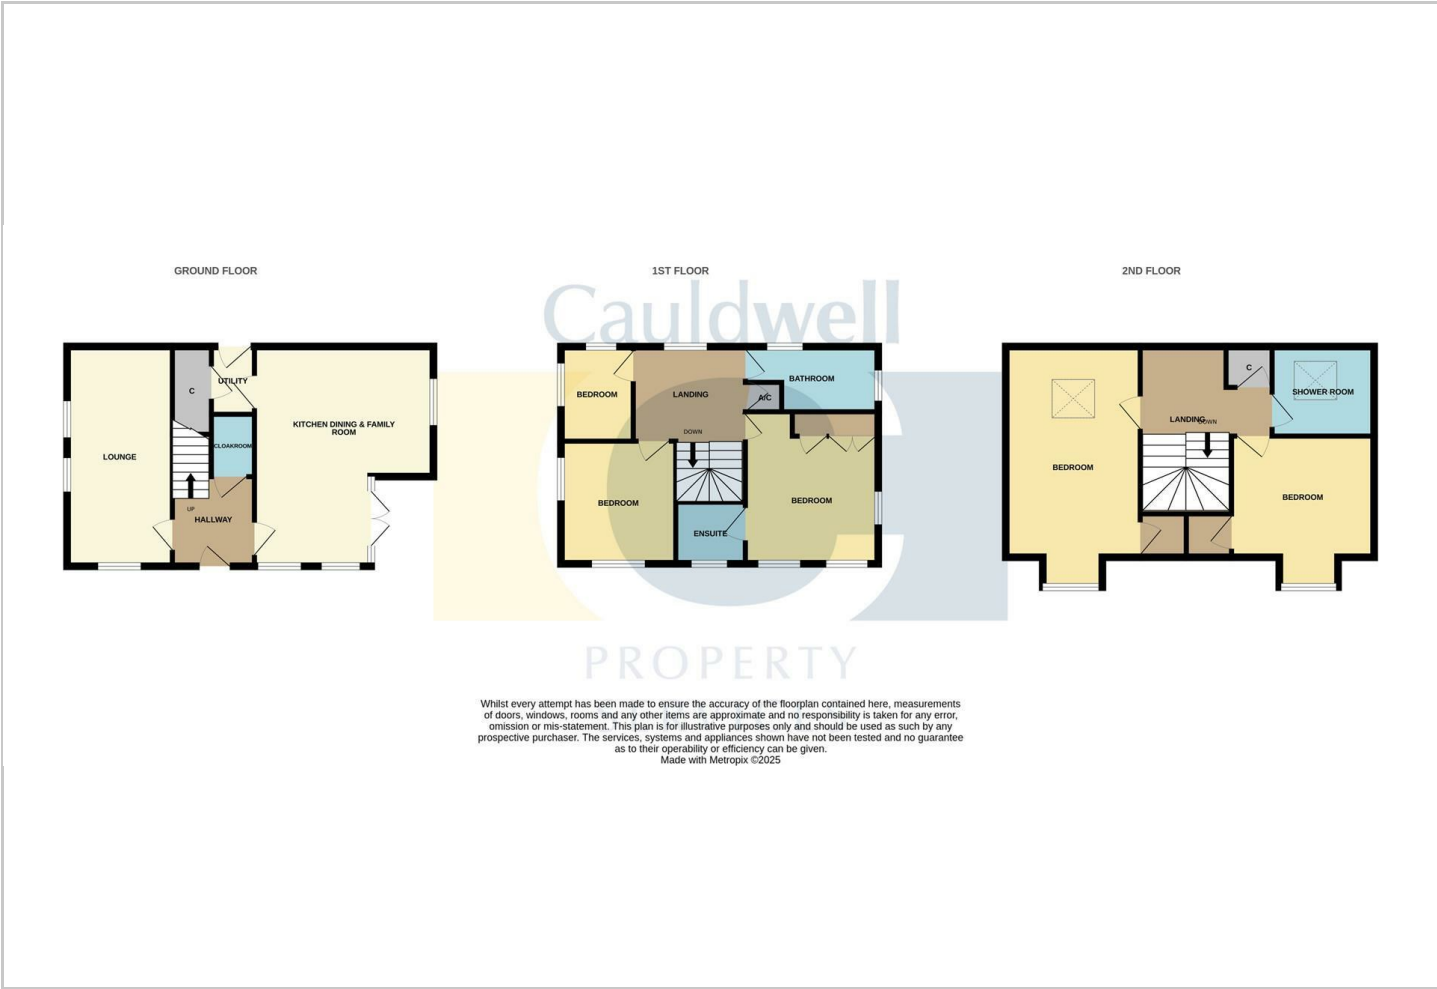 GROUND FLOOR
LOUNGE
C
UTILITY
CLOAKROOM
UP
HALLWAY
KITCHEN DINING & FAMILY
ROOM
1ST FLOOR
BEDROOM
LANDING
BATHROOM
A/C
DOWN
BEDROOM
ENSUITE
BEDROOM
2ND FLOOR
BEDROOM
LANDING
DOWN
C
SHOWER ROOM
BEDROOM
Cauldwell
PROPERTY
Whilst every attempt has been made to ensure the accuracy of the floorplan contained here, measurements
of doors, windows, rooms and any other items are approximate and no responsibility is taken for any error,
omission or mis-statement. This plan is for illustrative purposes only and should be used as such by any
prospective purchaser. The services, systems and appliances shown have not been tested and no guarantee
as to their operability or efficiency can be given.
Made with Metropix ©2025